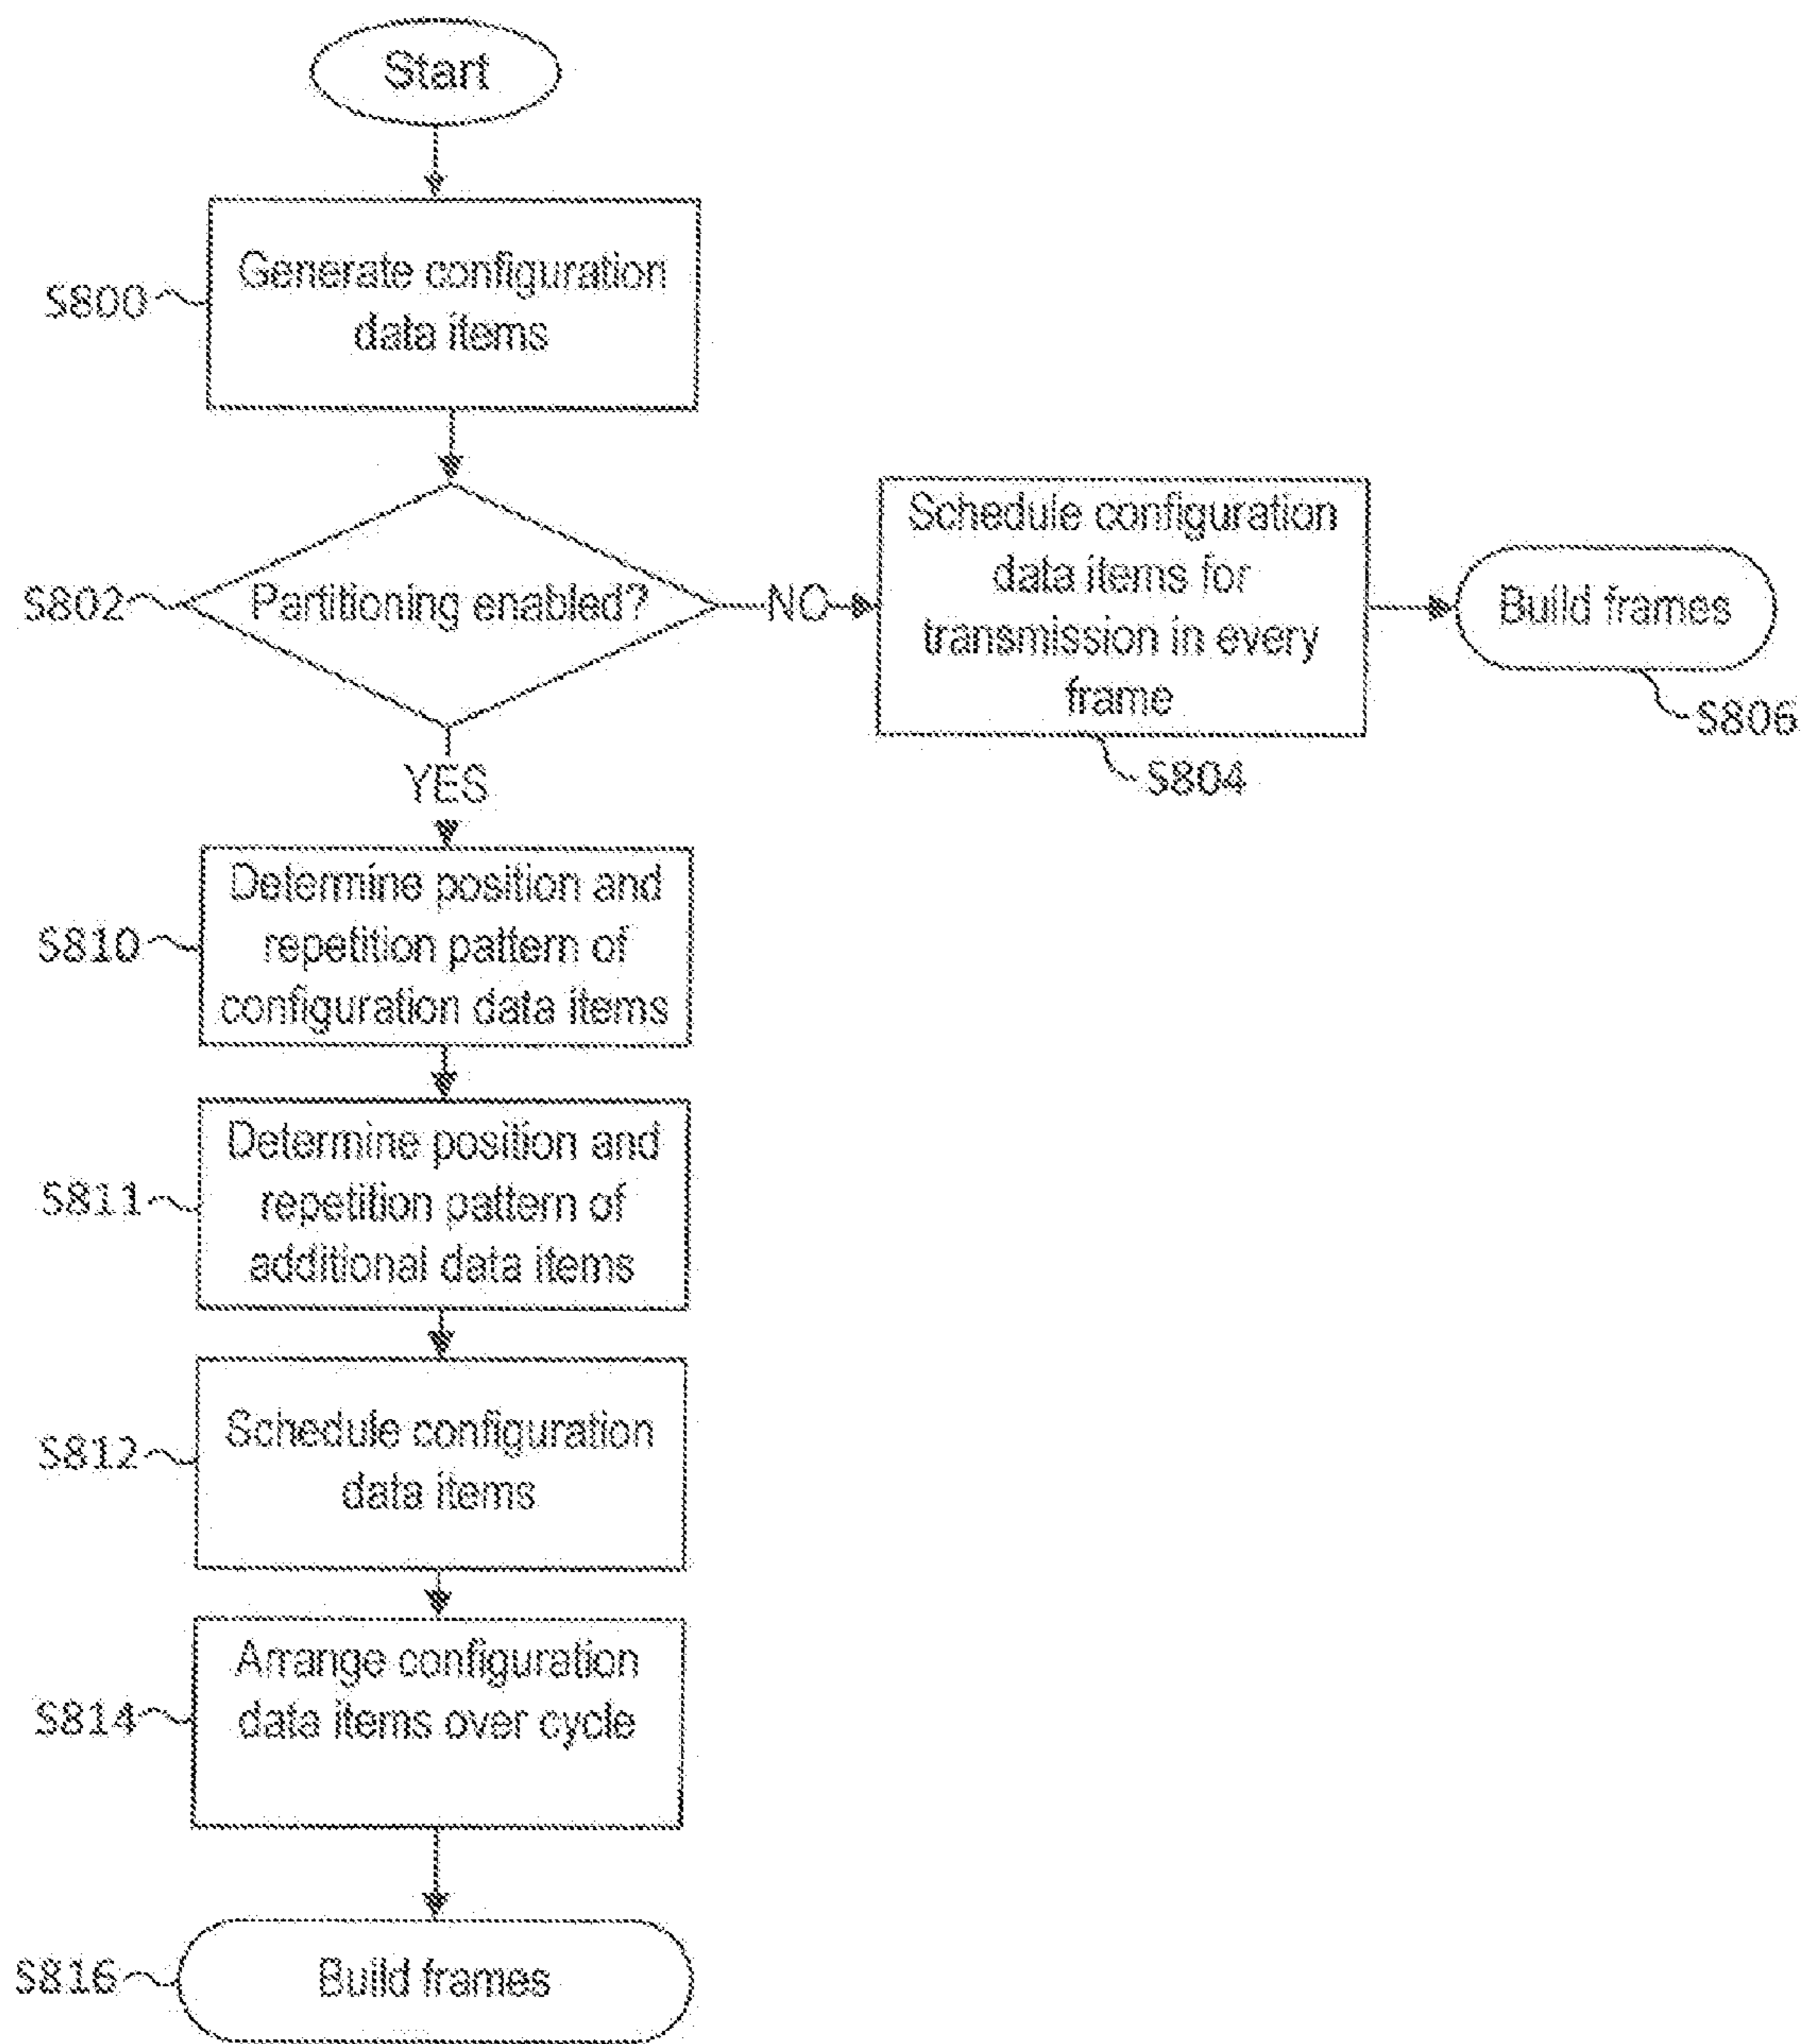 Start
S800
Generate configuration
data items
S802
Partitioning enabled?
NO
Schedule configuration
data items for
transmission in every
frame
S804
Build frames
S806
YES
S810
Determine position and
repetition pattern of
configuration data items
S811
Determine position and
repetition pattern of
additional data items
S812
Schedule configuration
data items
S814
Arrange configuration
data items over cycle
S816
Build frames